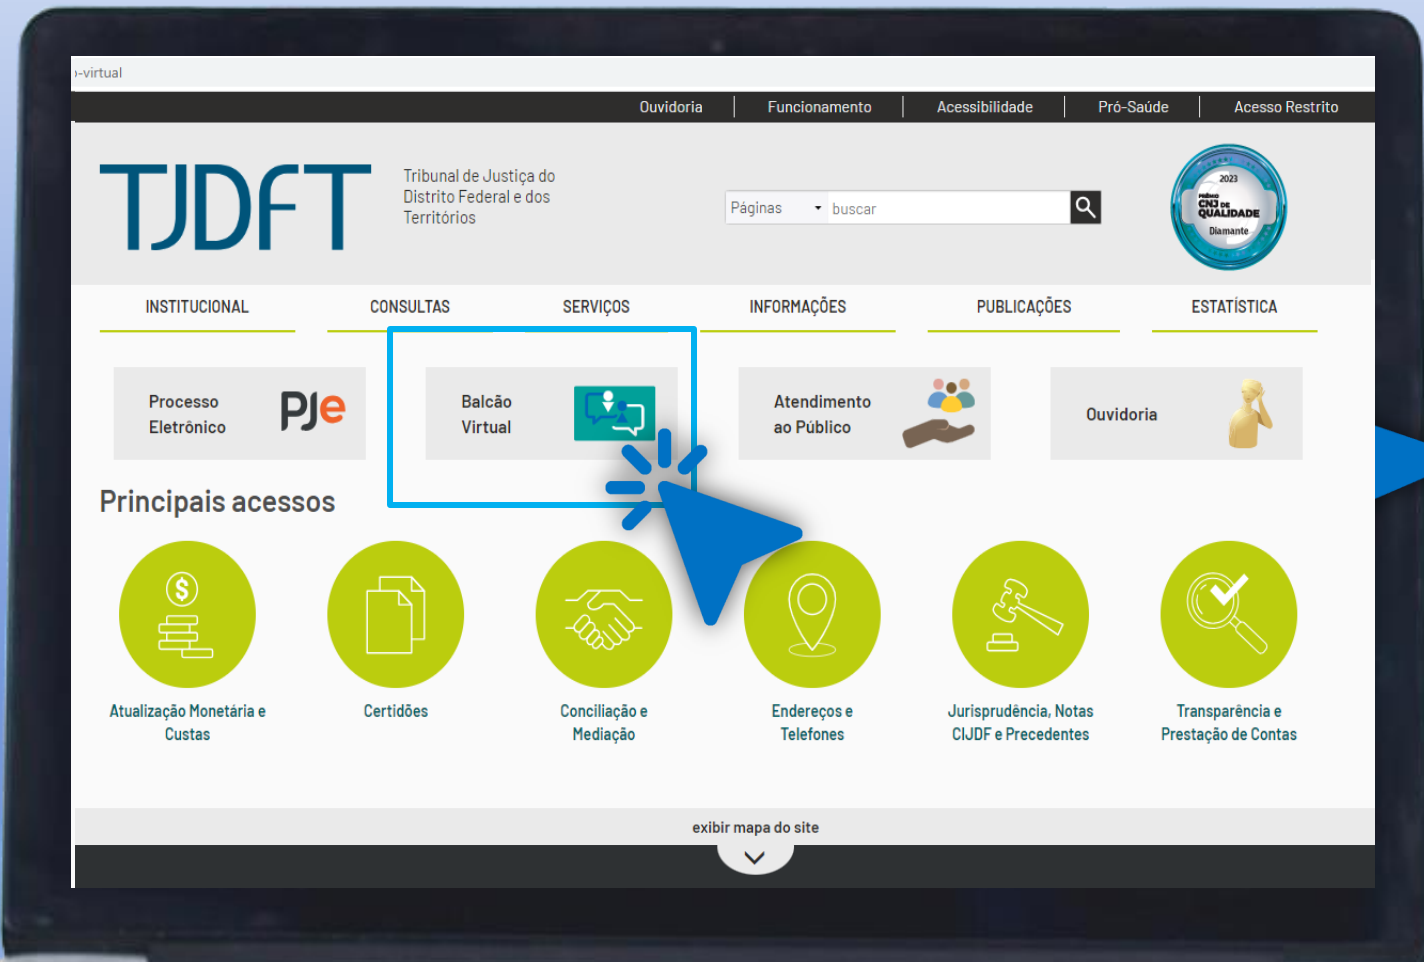 -virtual
Ouvidoria
Funcionamento
Acessibilidade
Pró-Saúde
Acesso Restrito
TJDFT
Tribunal de Justiça do
Distrito Federal e dos
Territórios
Páginas
buscar
2023
PRÊMIO
CNJ DE
QUALIDADE
Diamante
INSTITUCIONAL
CONSULTAS
SERVIÇOS
INFORMAÇÕES
PUBLICAÇÕES
ESTATÍSTICA
Processo
Eletrônico
PJe
Balcão
Virtual
Atendimento
ao Público
Ouvidoria
Principais acessos
Atualização Monetária e
Custas
Certidões
Conciliação e
Mediação
Endereços e
Telefones
Jurisprudência, Notas
CIJDF e Precedentes
Transparência e
Prestação de Contas
exibir mapa do site